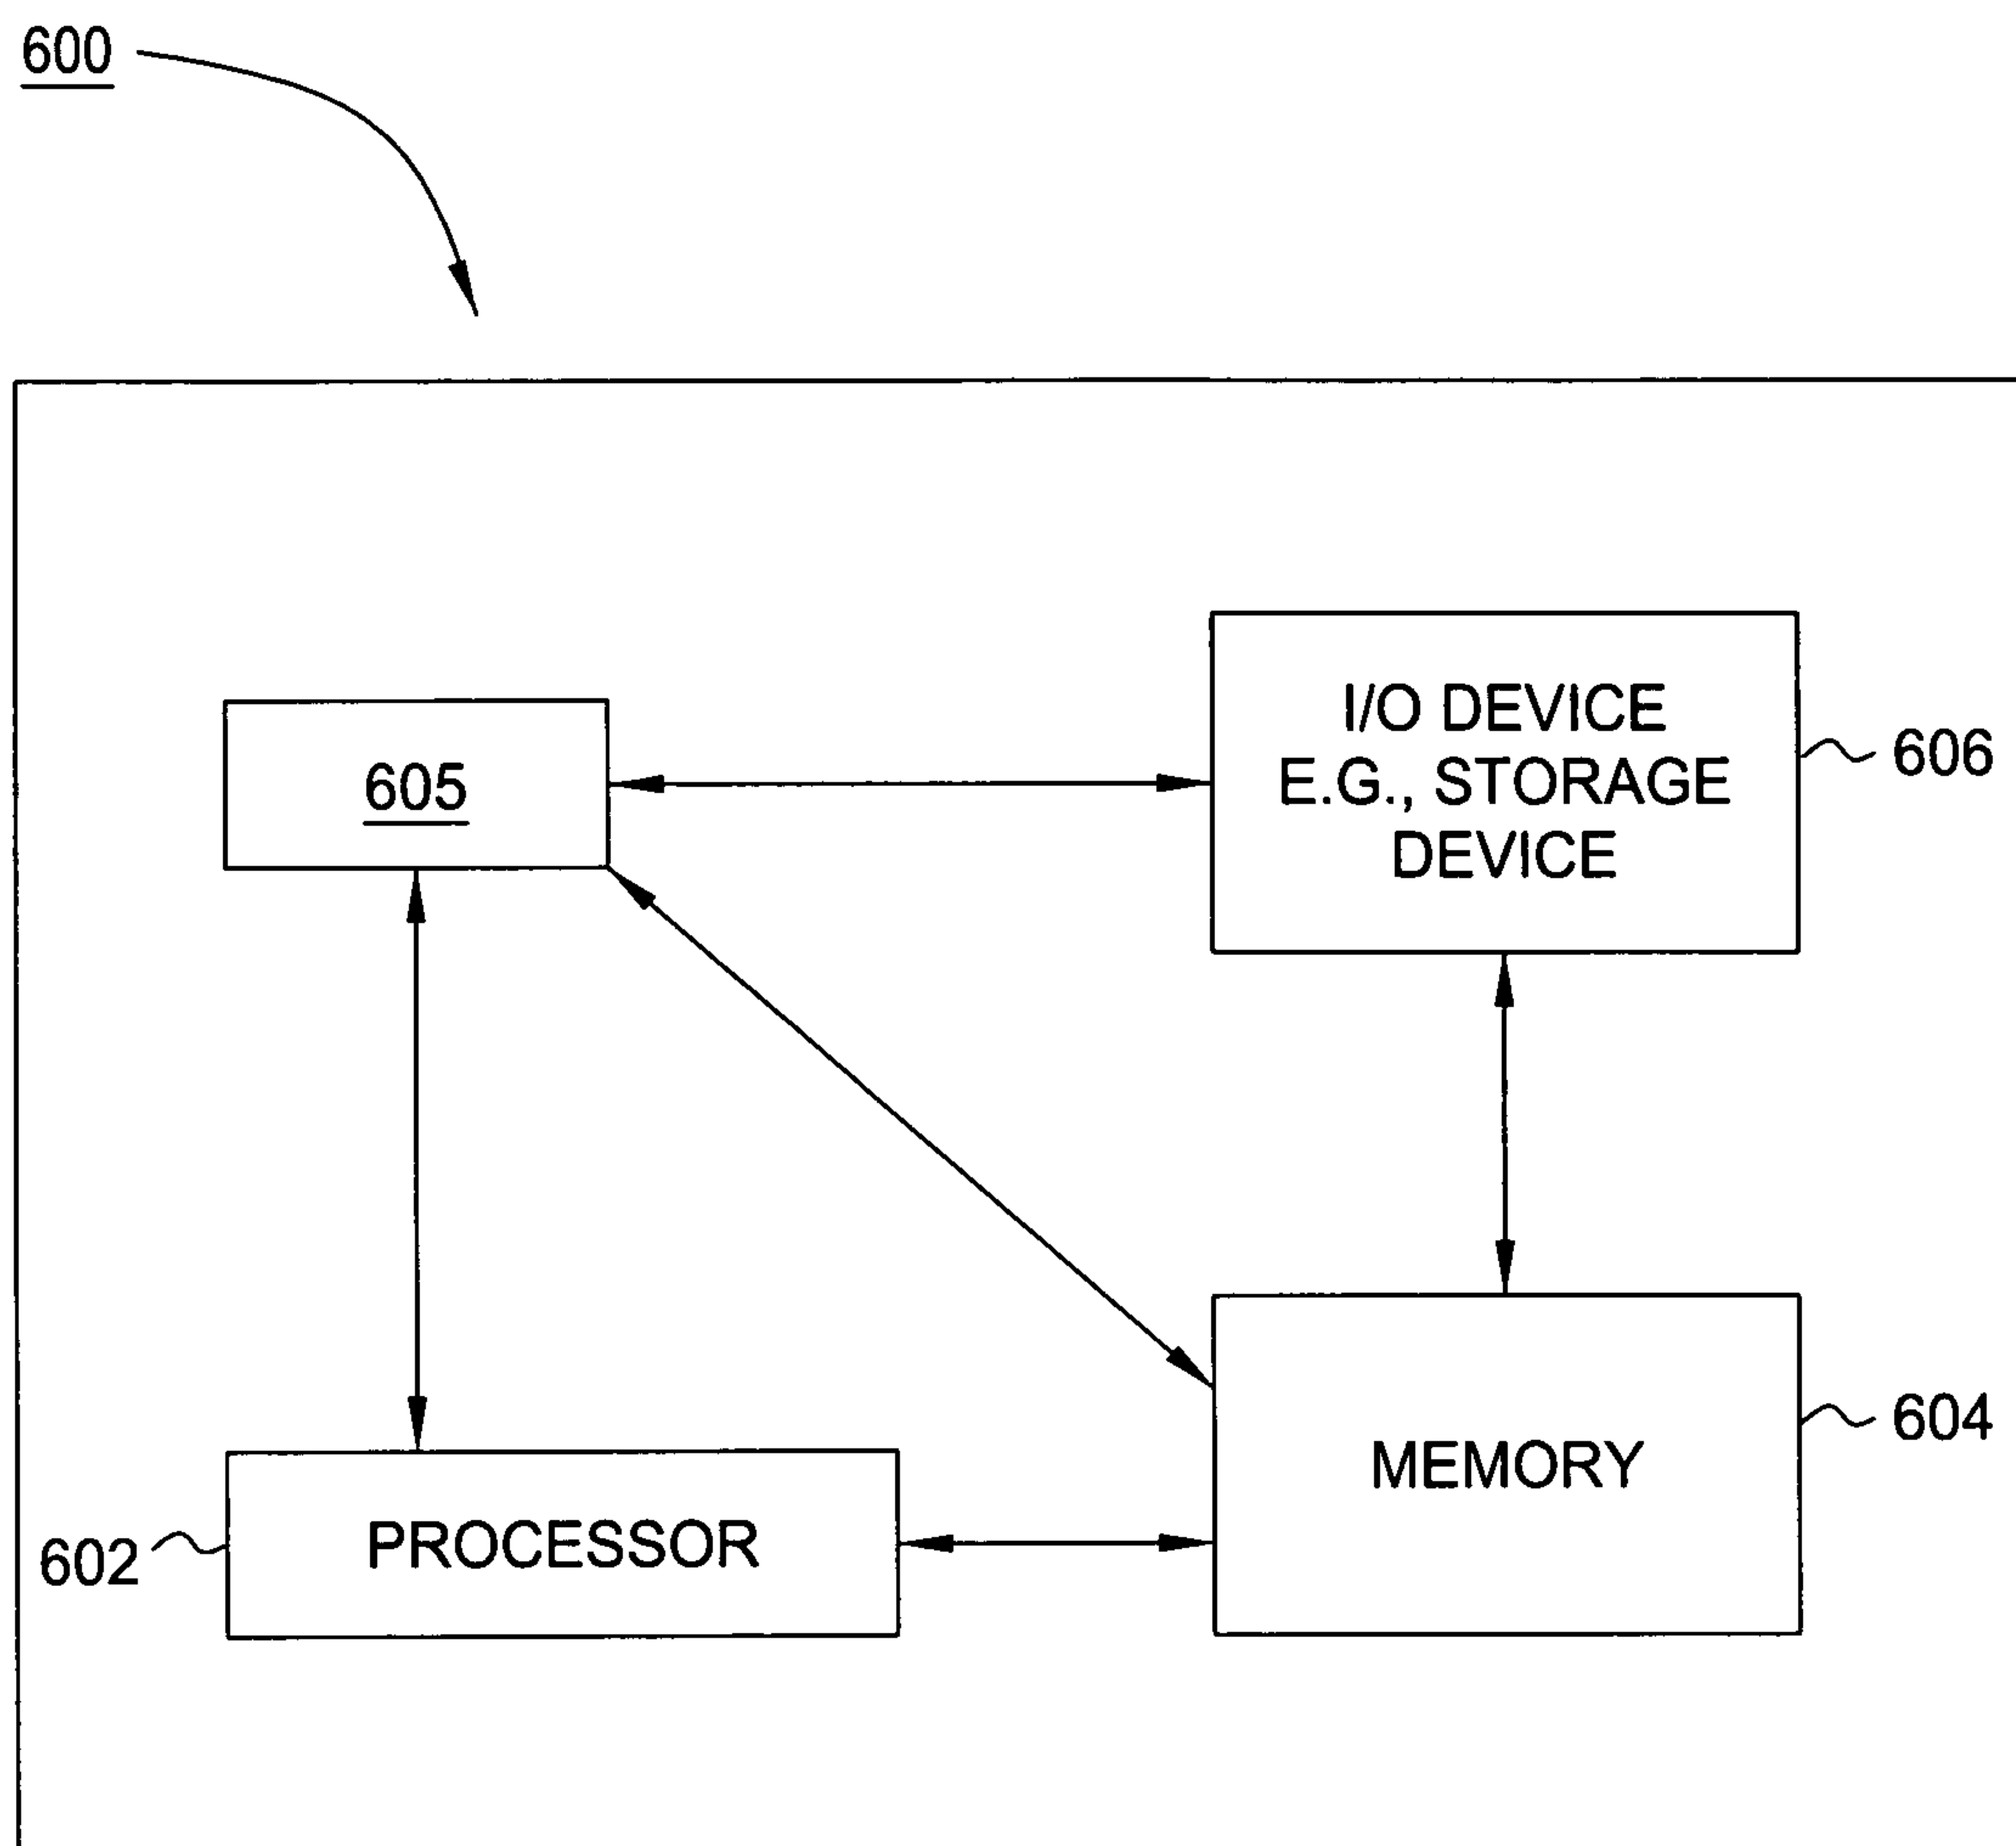 600
I/O DEVICE
E.G., STORAGE
DEVICE
606
605
604
MEMORY
PROCESSOR
602